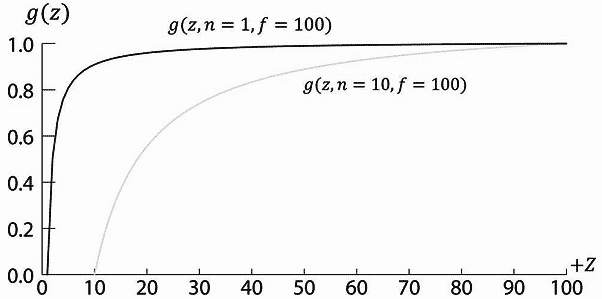 g(z)
g(z, n = 1, f = 100)
1.0
g(z, n = 10, f = 100)
0.8
0.6
0.4
0.2
0.0
+Z
0 10 20 30 40 50 60 70 80 90 100